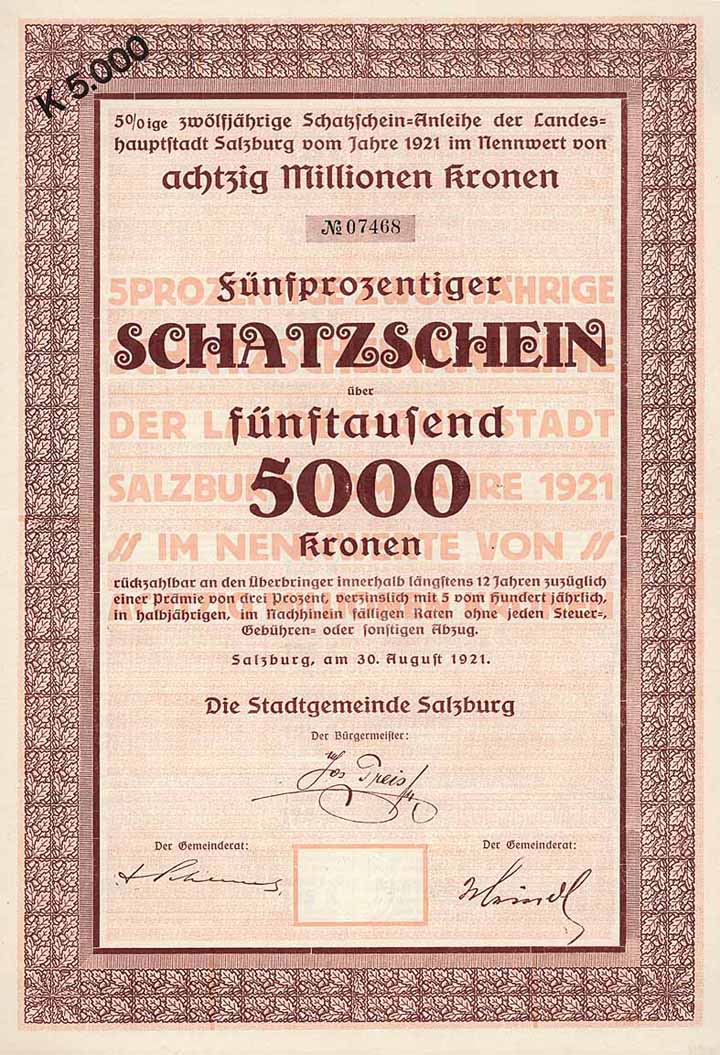 K 5.000
5%ige zwölfjährige Schatzschein=Anleihe der Landes=
hauptstadt Salzburg vom Jahre 1921 im Nennwert von
achtzig Millionen Kronen
№ 07468
Fünfprozentiger
SCHATZSCHEIN
über
fünftausend
5000
Kronen
rückzahlbar an den Überbringer innerhalb längstens 12 Jahren zuzüglich
einer Prämie von drei Prozent, verzinslich mit 5 vom Hundert jährlich,
in halbjährigen, im Nachhinein fälligen Raten ohne jeden Steuer=,
Gebühren= oder sonstigen Abzug.
Salzburg, am 30. August 1921.
Die Stadtgemeinde Salzburg
Der Bürgermeister:
Jos Preis
Der Gemeinderat:
Der Gemeinderat: